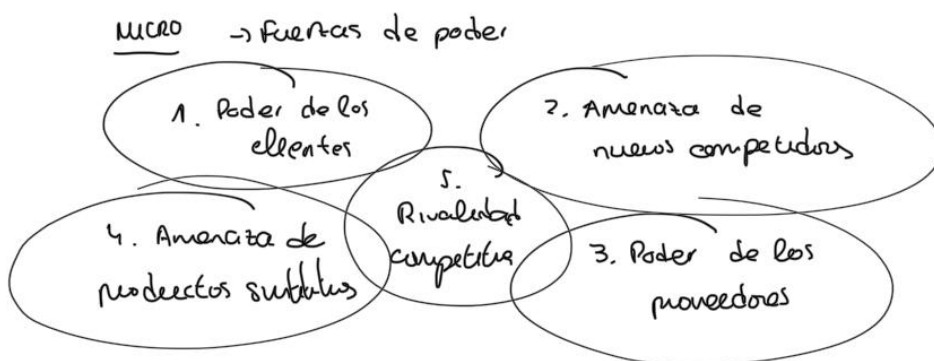 MICRO → Fuerzas de poder
1. Poder de los
clientes
2. Amenaza de
nuevos competidores
5.
Rivalidad
competitiva
4. Amenaza de
productos sustitutos
3. Poder de los
proveedores